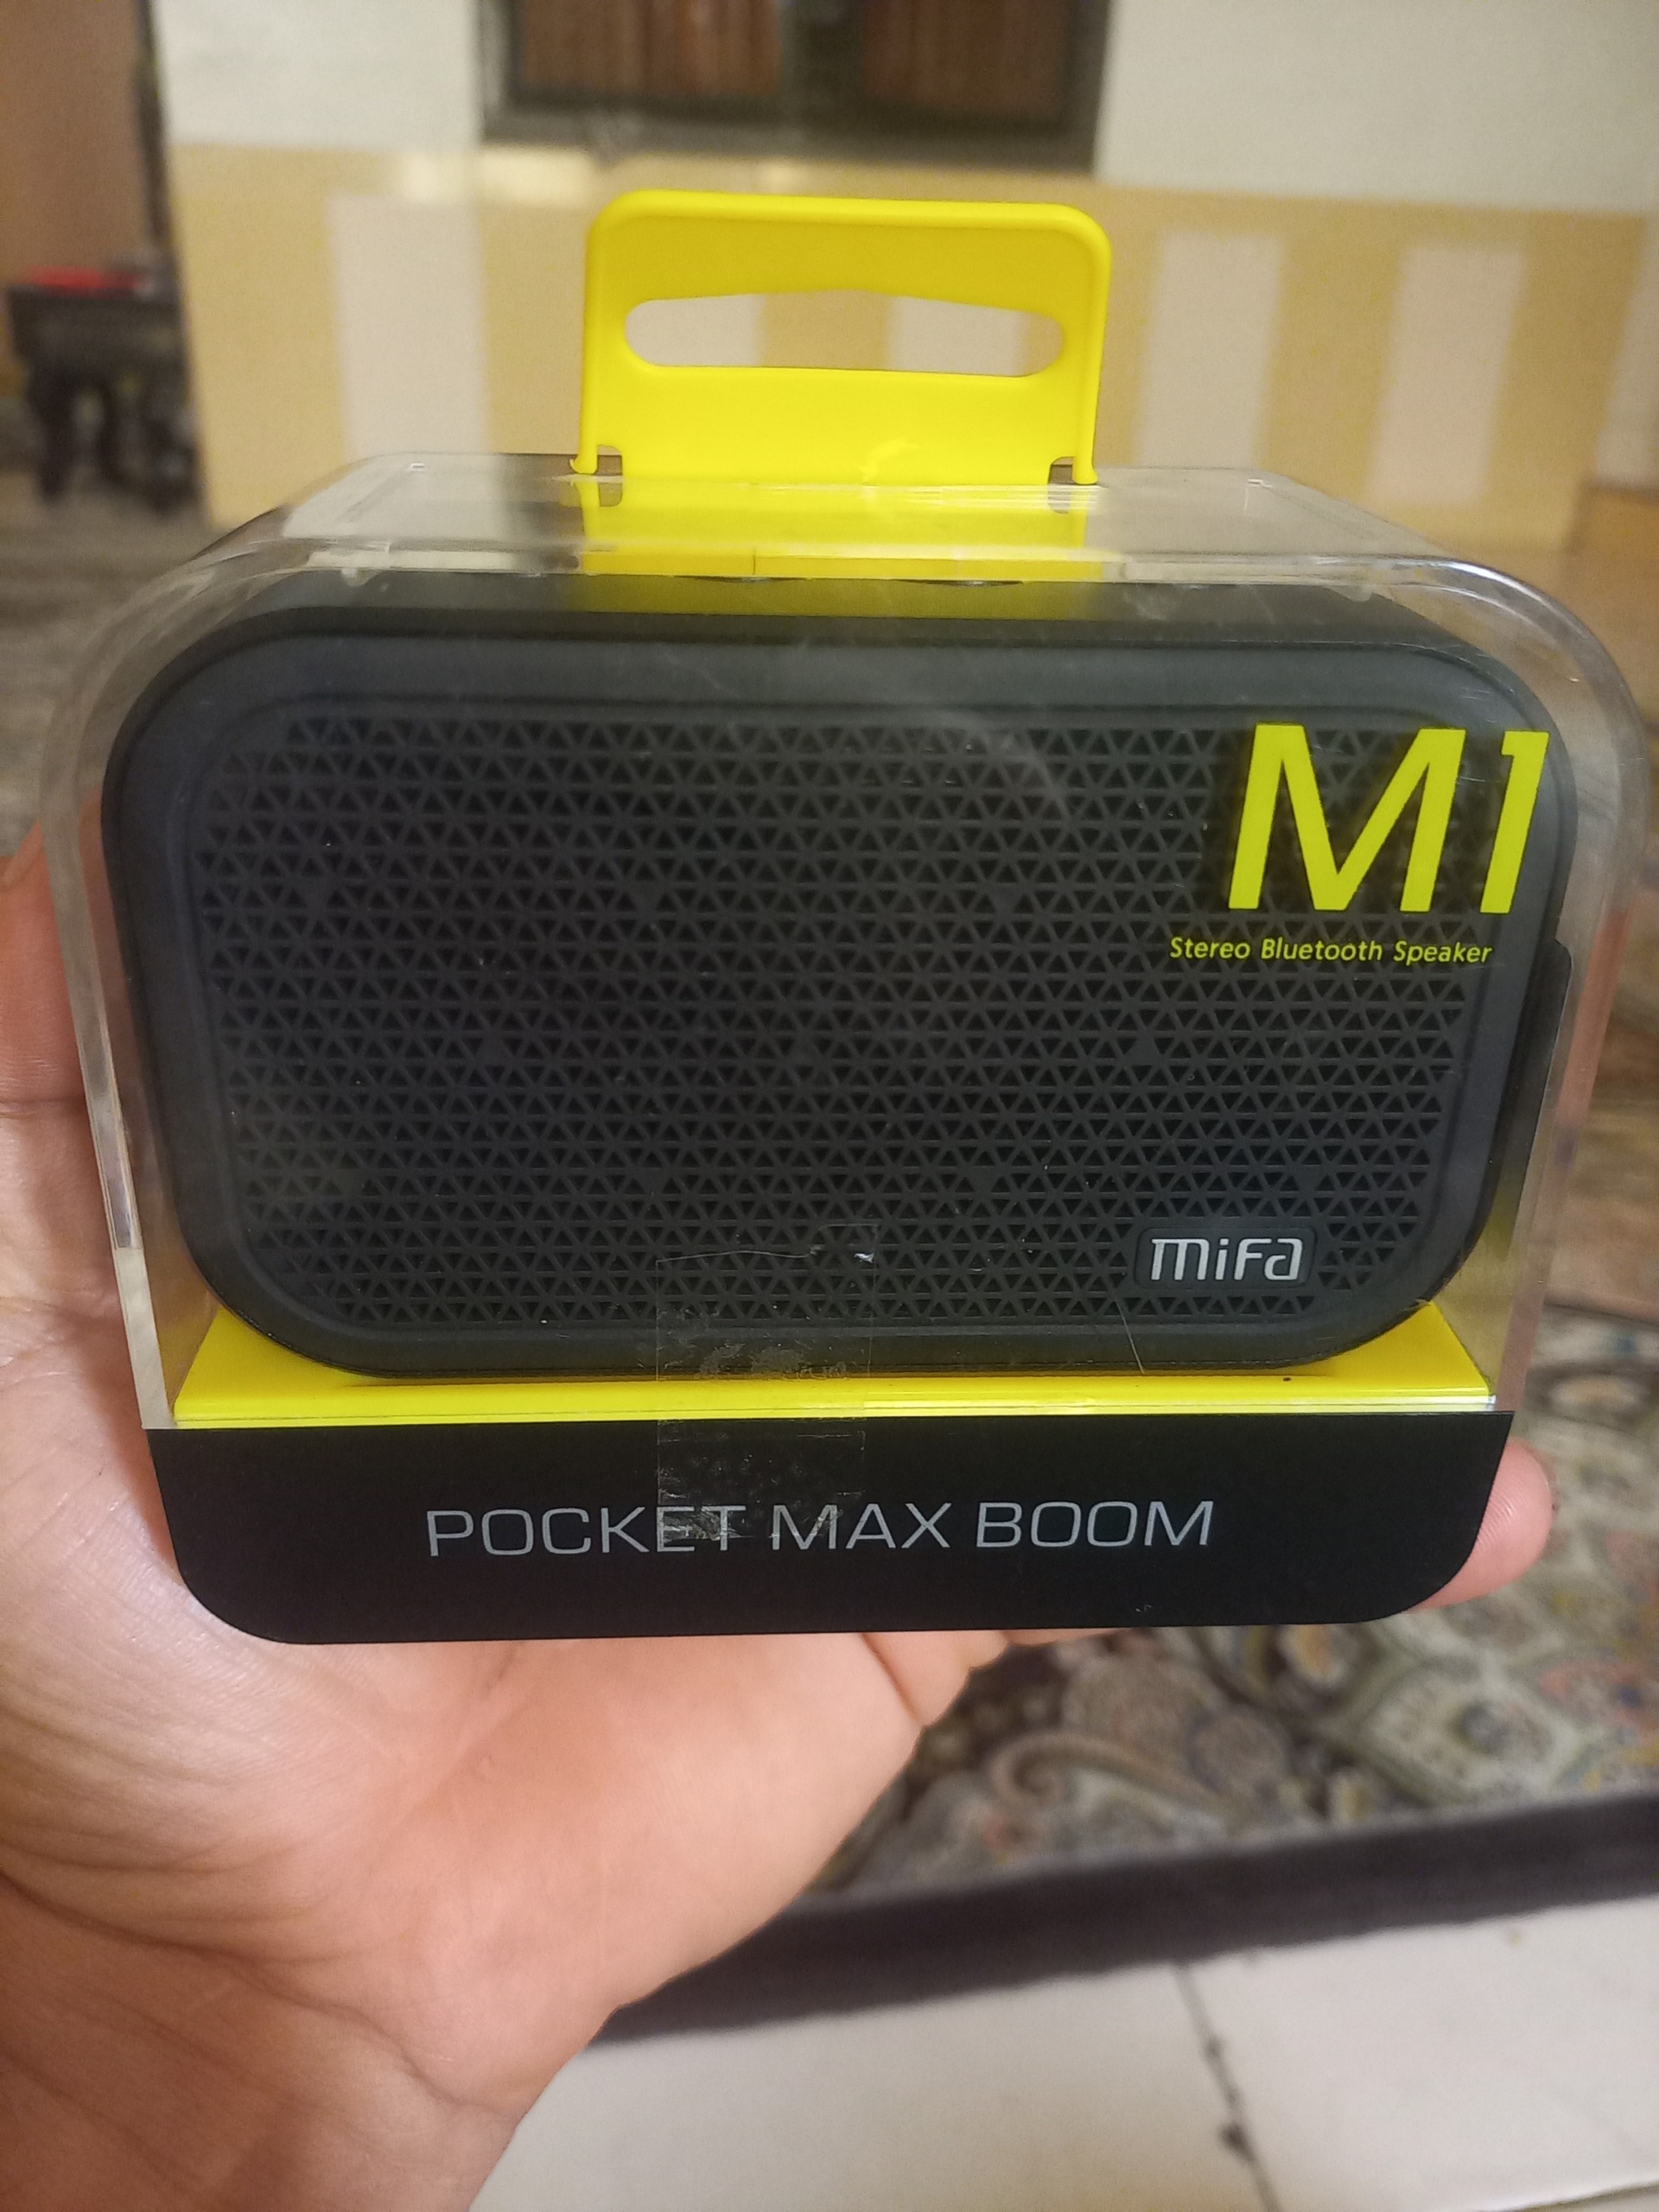 M1
Stereo Bluetooth Speaker
mifa
POCKET MAX BOOM